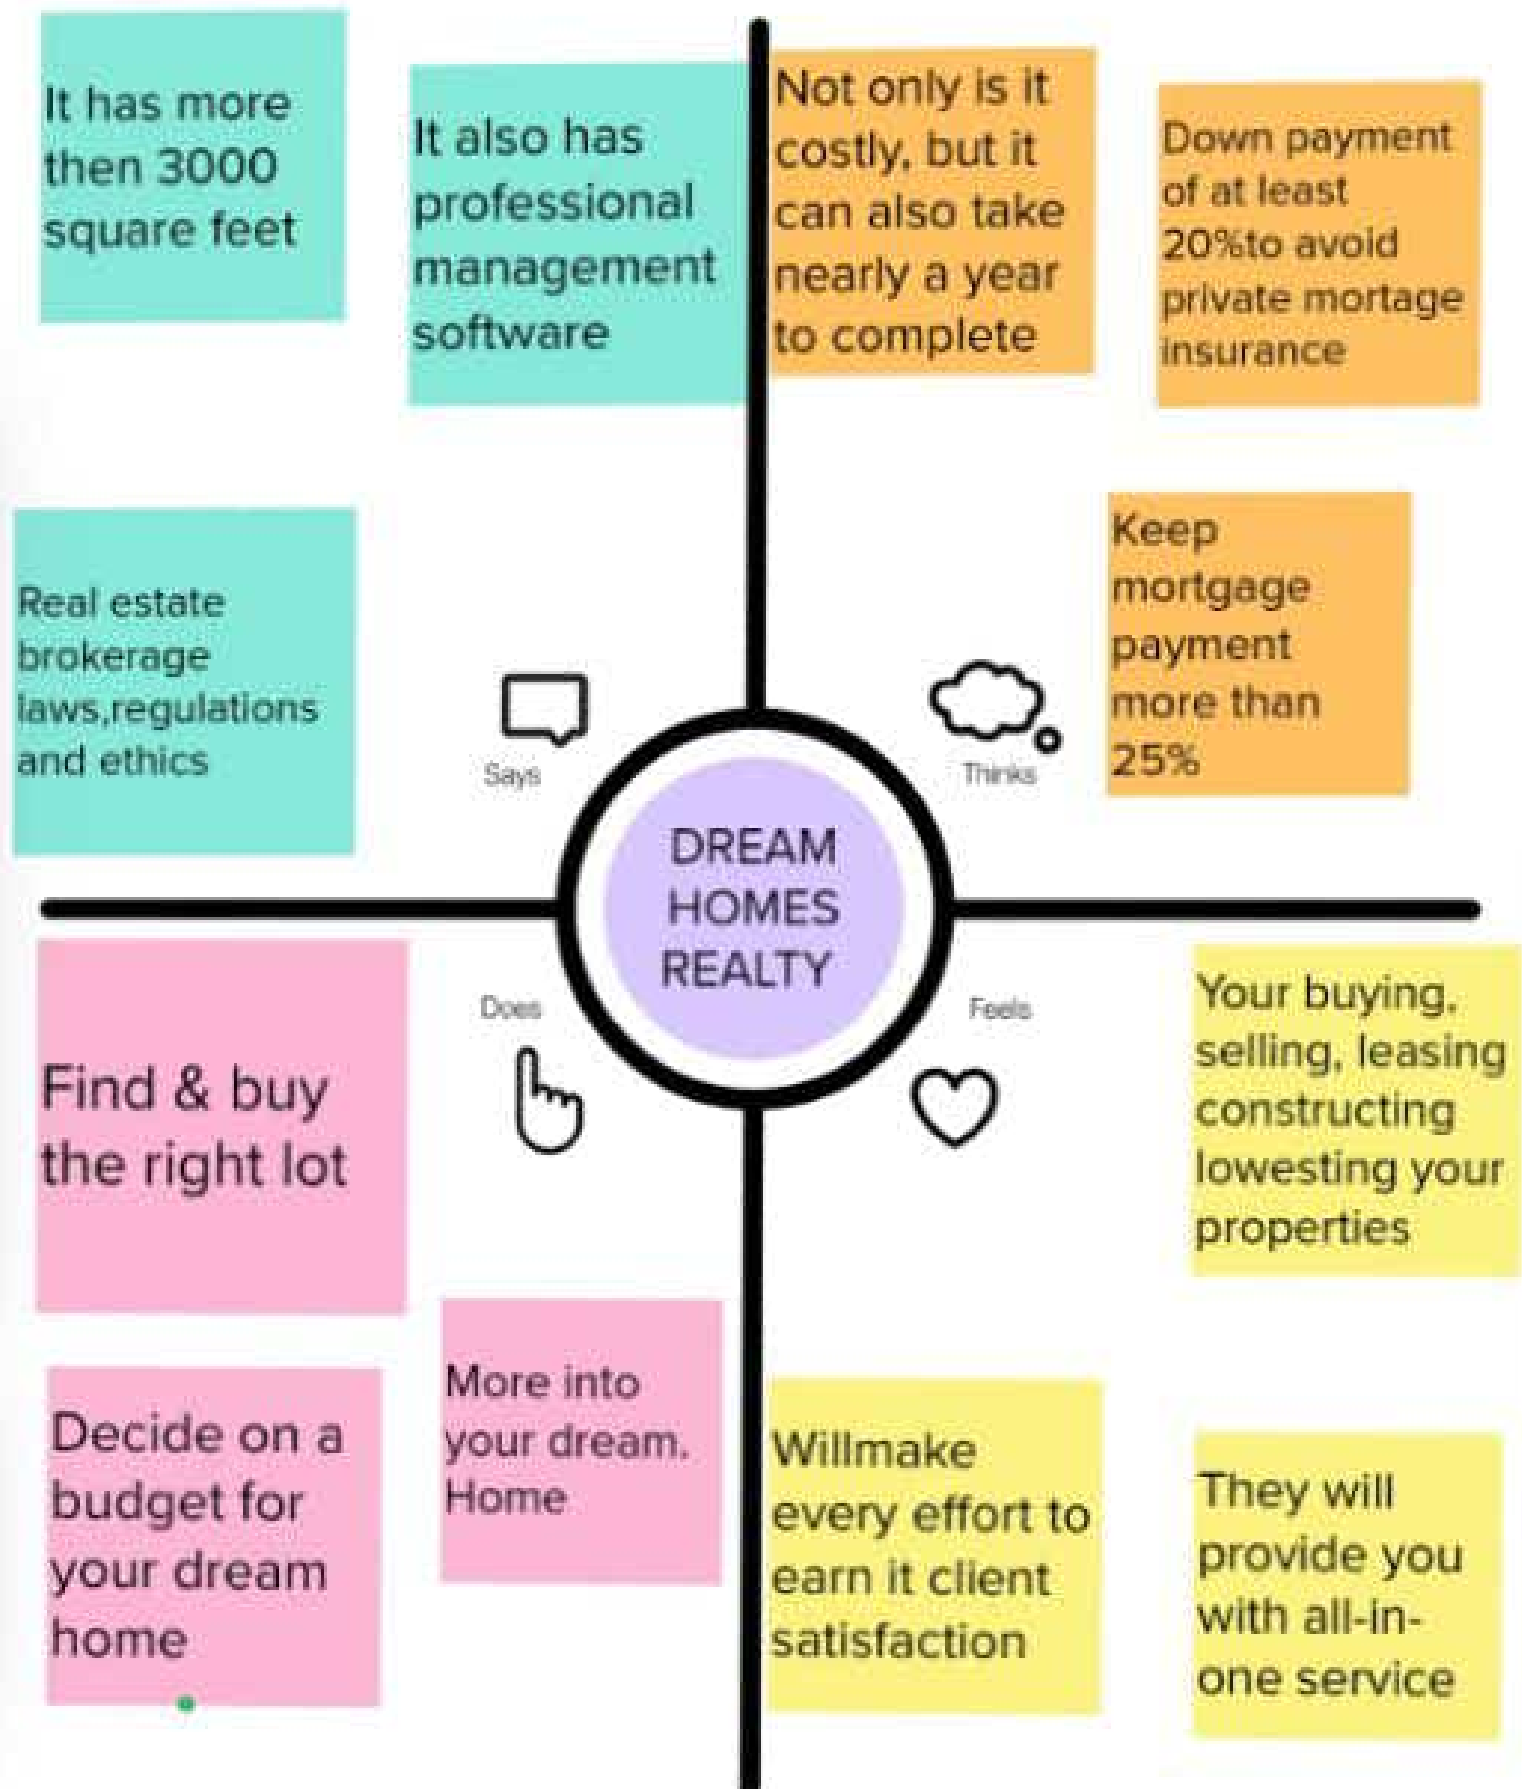 It has more
then 3000
square feet
It also has
professional
management
software
Not only is it
costly, but it
can also take
nearly a year
to complete
Down payment
of at least
20%to avoid
private mortage
insurance
Real estate
brokerage
laws,regulations
and ethics
Keep
mortgage
payment
more than
25%
Says
Thinks
DREAM
HOMES
REALTY
Does
Feels
Find & buy
the right lot
Your buying,
selling, leasing
constructing
lowesting your
properties
Decide on a
budget for
your dream
home
More into
your dream.
Home
Willmake
every effort to
earn it client
satisfaction
They will
provide you
with all-in-
one service